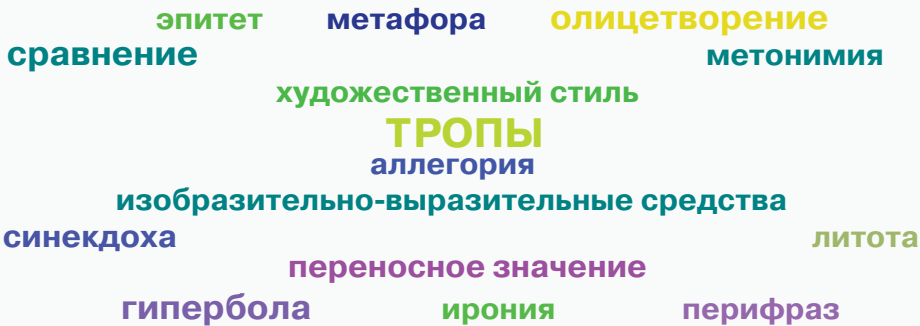 эпитет метафора олицетворение
сравнение метонимия
художественный стиль
ТРОПЫ
аллегория
изобразительно-выразительные средства
синекдоха литота
переносное значение
гипербола ирония перифраз